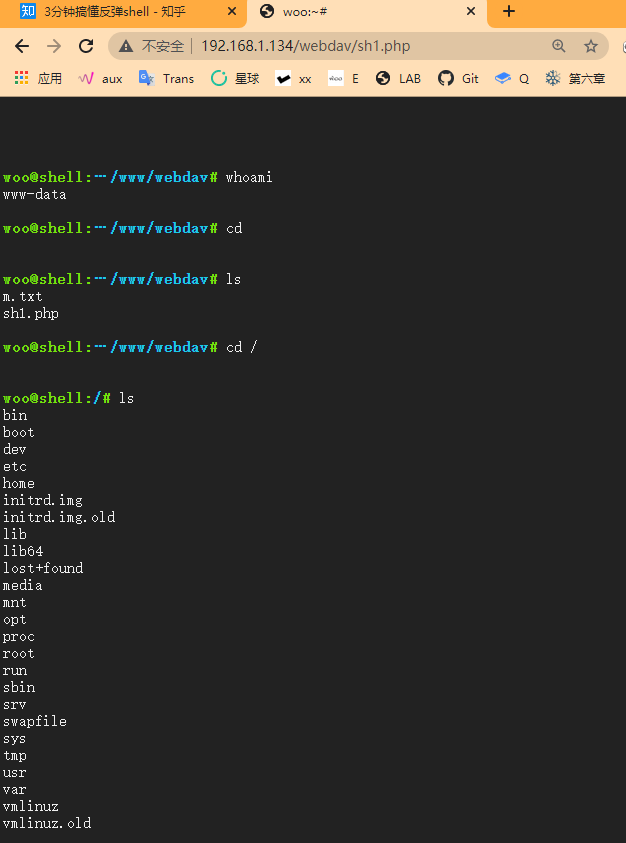 知 3分钟搞懂反弹shell - 知乎
woo:~#
不安全 192.168.1.134/webdav/sh1.php
应用 aux Trans 星球 xx E LAB Git Q 第六章
woo@shell:…/www/webdav# whoami
www-data
woo@shell:…/www/webdav# cd
woo@shell:…/www/webdav# ls
m.txt
sh1.php
woo@shell:…/www/webdav# cd /
woo@shell:/# ls
bin
boot
dev
etc
home
initrd.img
initrd.img.old
lib
lib64
lost+found
media
mnt
opt
proc
root
run
sbin
srv
swapfile
sys
tmp
usr
var
vmlinuz
vmlinuz.old